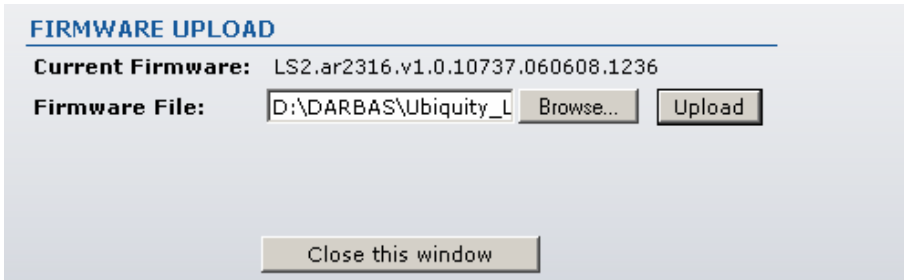 FIRMWARE UPLOAD
Current Firmware: LS2.ar2316.v1.0.10737.060608.1236
Firmware File: D:\DARBAS\Ubiquity_L Browse... Upload
Close this window